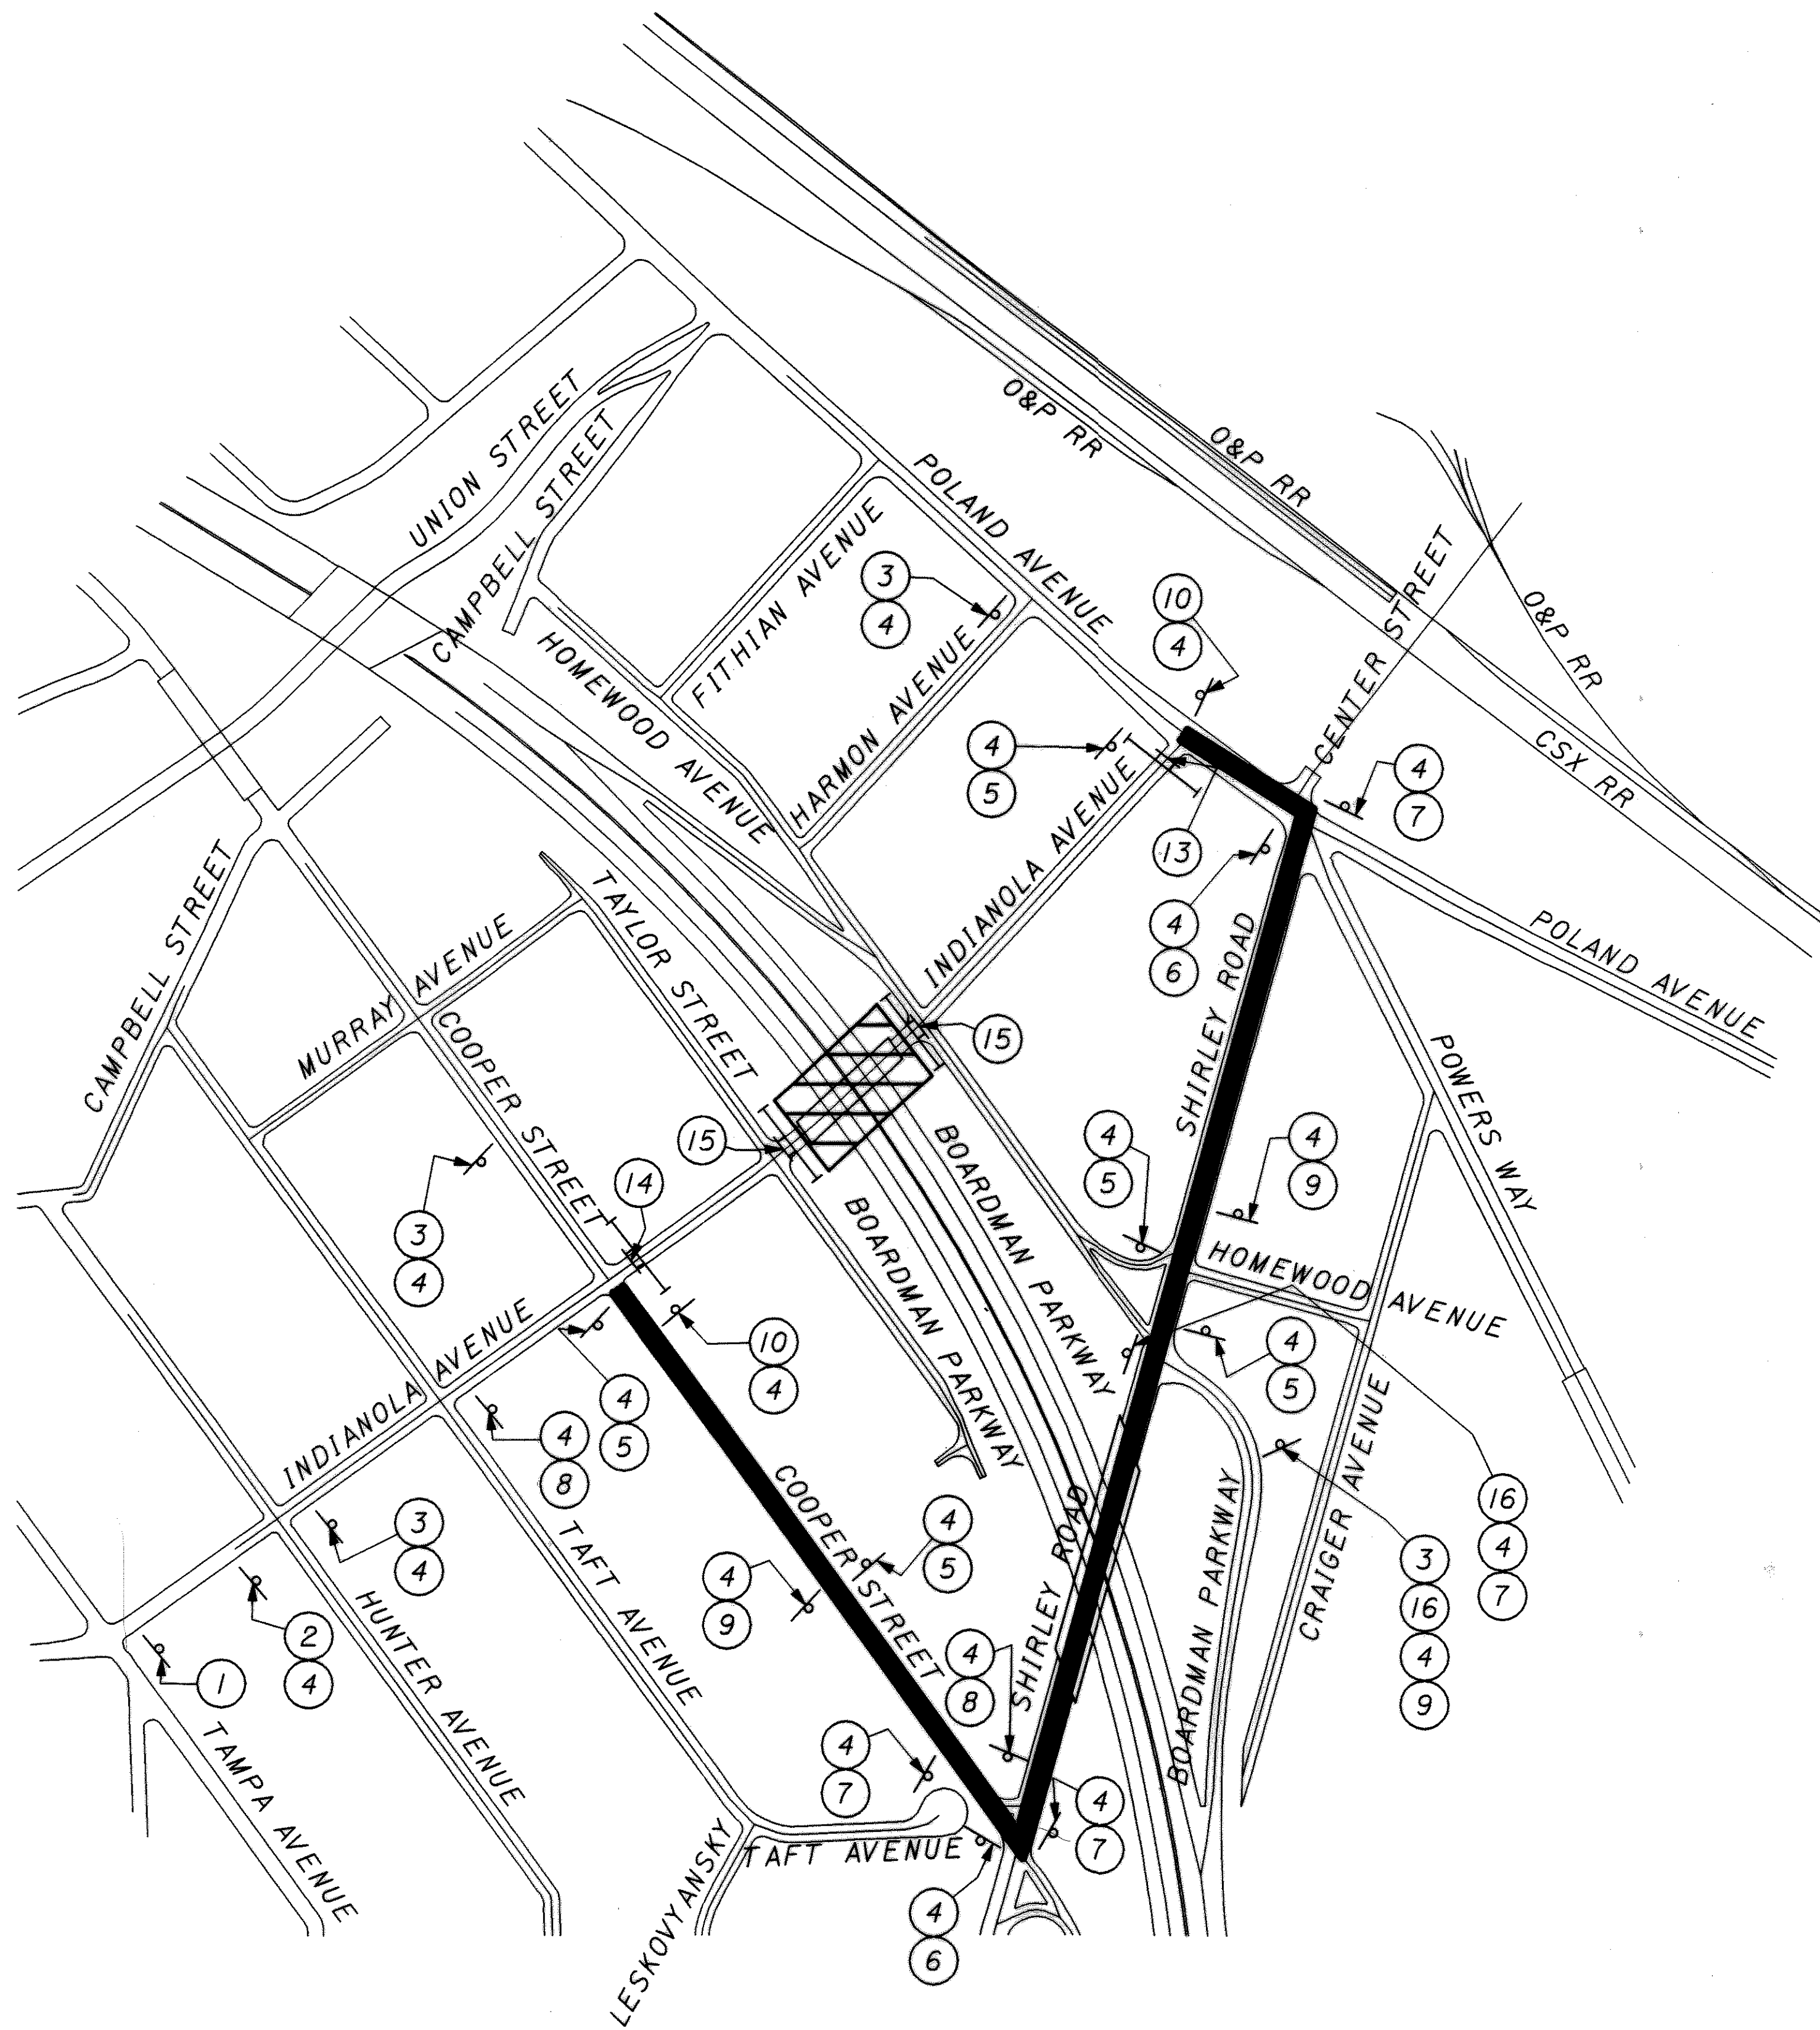 O&P RR
O&P RR
UNION STREET
CAMPBELL STREET
POLAND AVENUE
CENTER STREET
O&P RR
FITHIAN AVENUE
3
4
10
4
HOMEWOOD AVENUE
HARMON AVENUE
4
5
CSX RR
4
7
13
INDIANOLA AVENUE
4
6
CAMPBELL STREET
TAYLOR STREET
SHIRLEY ROAD
POLAND AVENUE
MURRAY AVENUE
COOPER STREET
15
15
POWERS WAY
BOARDMAN PARKWAY
4
5
4
9
3
4
14
BOARDMAN PARKWAY
HOMEWOOD AVENUE
INDIANOLA AVENUE
10
4
4
5
4
5
4
8
CRAIGER AVENUE
16
4
7
3
16
4
9
3
4
COOPER STREET
4
5
SHIRLEY ROAD
BOARDMAN PARKWAY
TAFT AVENUE
4
9
HUNTER AVENUE
2
4
1
SHIRLEY ROAD
4
8
4
7
4
7
TAMPA AVENUE
TAFT AVENUE
LESKOVYANSKY
4
6